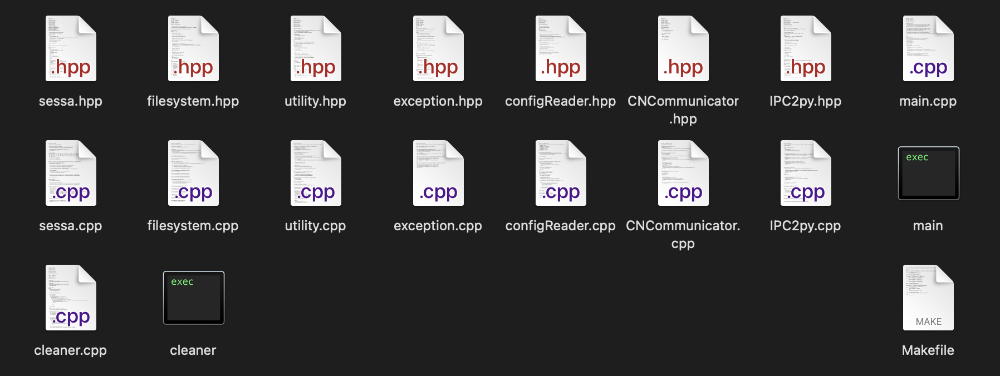 .hpp
.hpp
.hpp
.hpp
.hpp
.hpp
.hpp
.cpp
sessa.hpp
filesystem.hpp
utility.hpp
exception.hpp
configReader.hpp
CNCommunicator
.hpp
IPC2py.hpp
main.cpp
.cpp
.cpp
.cpp
.cpp
.cpp
.cpp
.cpp
exec
sessa.cpp
filesystem.cpp
utility.cpp
exception.cpp
configReader.cpp
CNCommunicator.
cpp
IPC2py.cpp
main
.cpp
exec
MAKE
cleaner.cpp
cleaner
Makefile